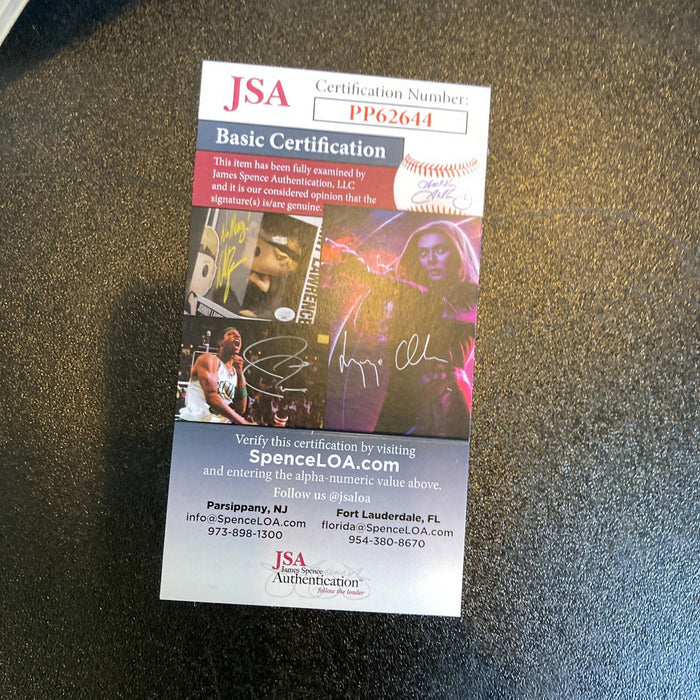 JSA
Certification Number:
PP62644
Basic Certification
This item has been fully examined by
James Spence Authentication, LLC
and it is our considered opinion that the
signature(s) is/are genuine.
LAWRENCE
Verify this certification by visiting
SpenceLOA.com
and entering the alpha-numeric value above.
Follow us @jsaloa
Parsippany, NJ
info@SpenceLOA.com
973-898-1300
Fort Lauderdale, FL
florida@SpenceLOA.com
954-380-8670
JSA
James Spence
Authentication
follow the leader